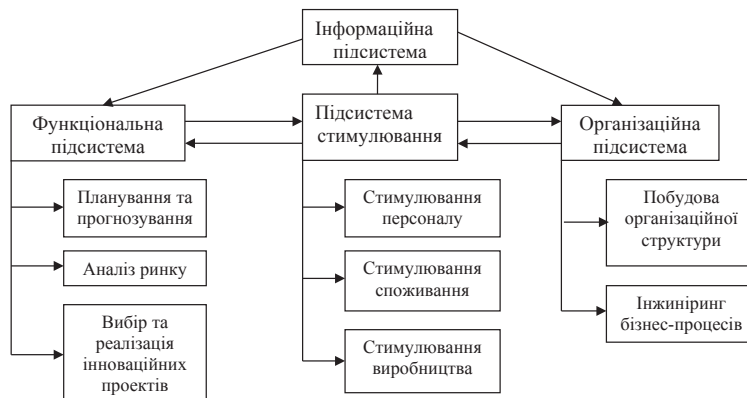 Інформаційна
підсистема
Функціональна
підсистема
Підсистема
стимулювання
Організаційна
підсистема
Планування та
прогнозування
Аналіз ринку
Вибір та
реалізація
інноваційних
проектів
Стимулювання
персоналу
Стимулювання
споживання
Стимулювання
виробництва
Побудова
організаційної
структури
Інжиніринг
бізнес-процесів